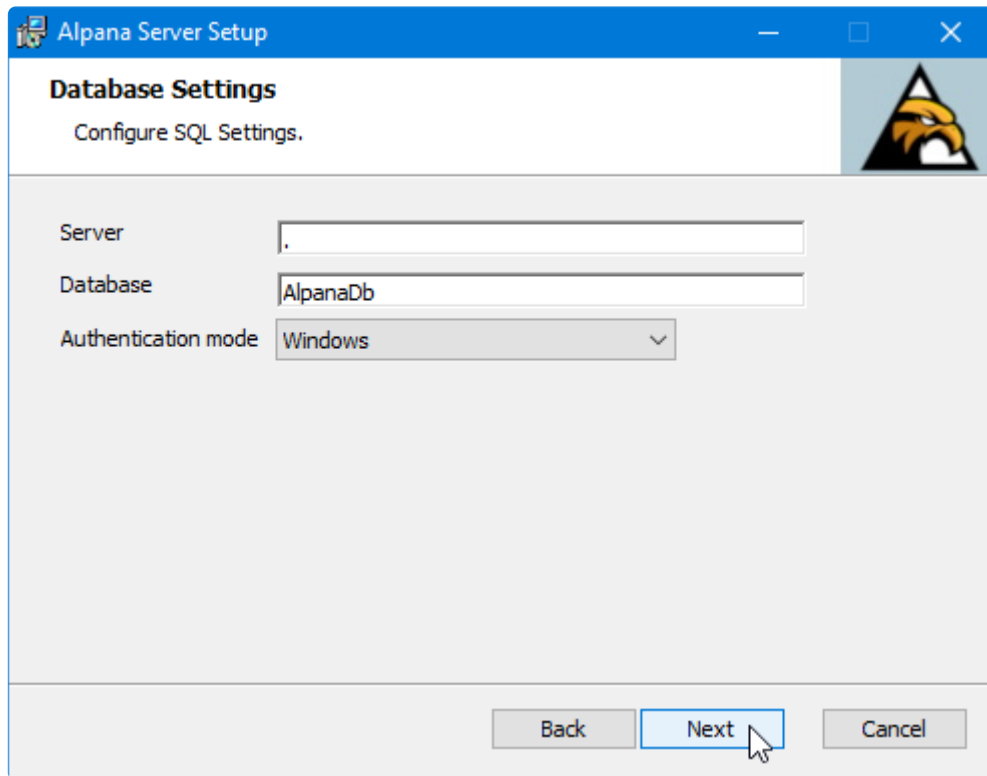 Alpana Server Setup
Database Settings
Configure SQL Settings.
Server .
Database AlpanaDb
Authentication mode Windows
Back Next Cancel